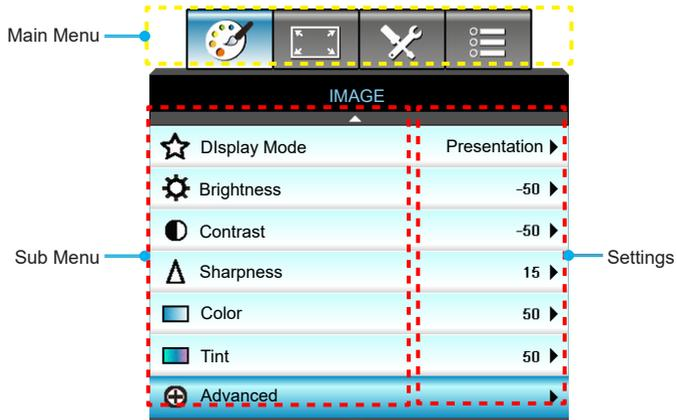 Main Menu
IMAGE
DIsplay Mode Presentation
Brightness -50
Contrast -50
Sub Menu
Settings
Sharpness 15
Color 50
Tint 50
Advanced